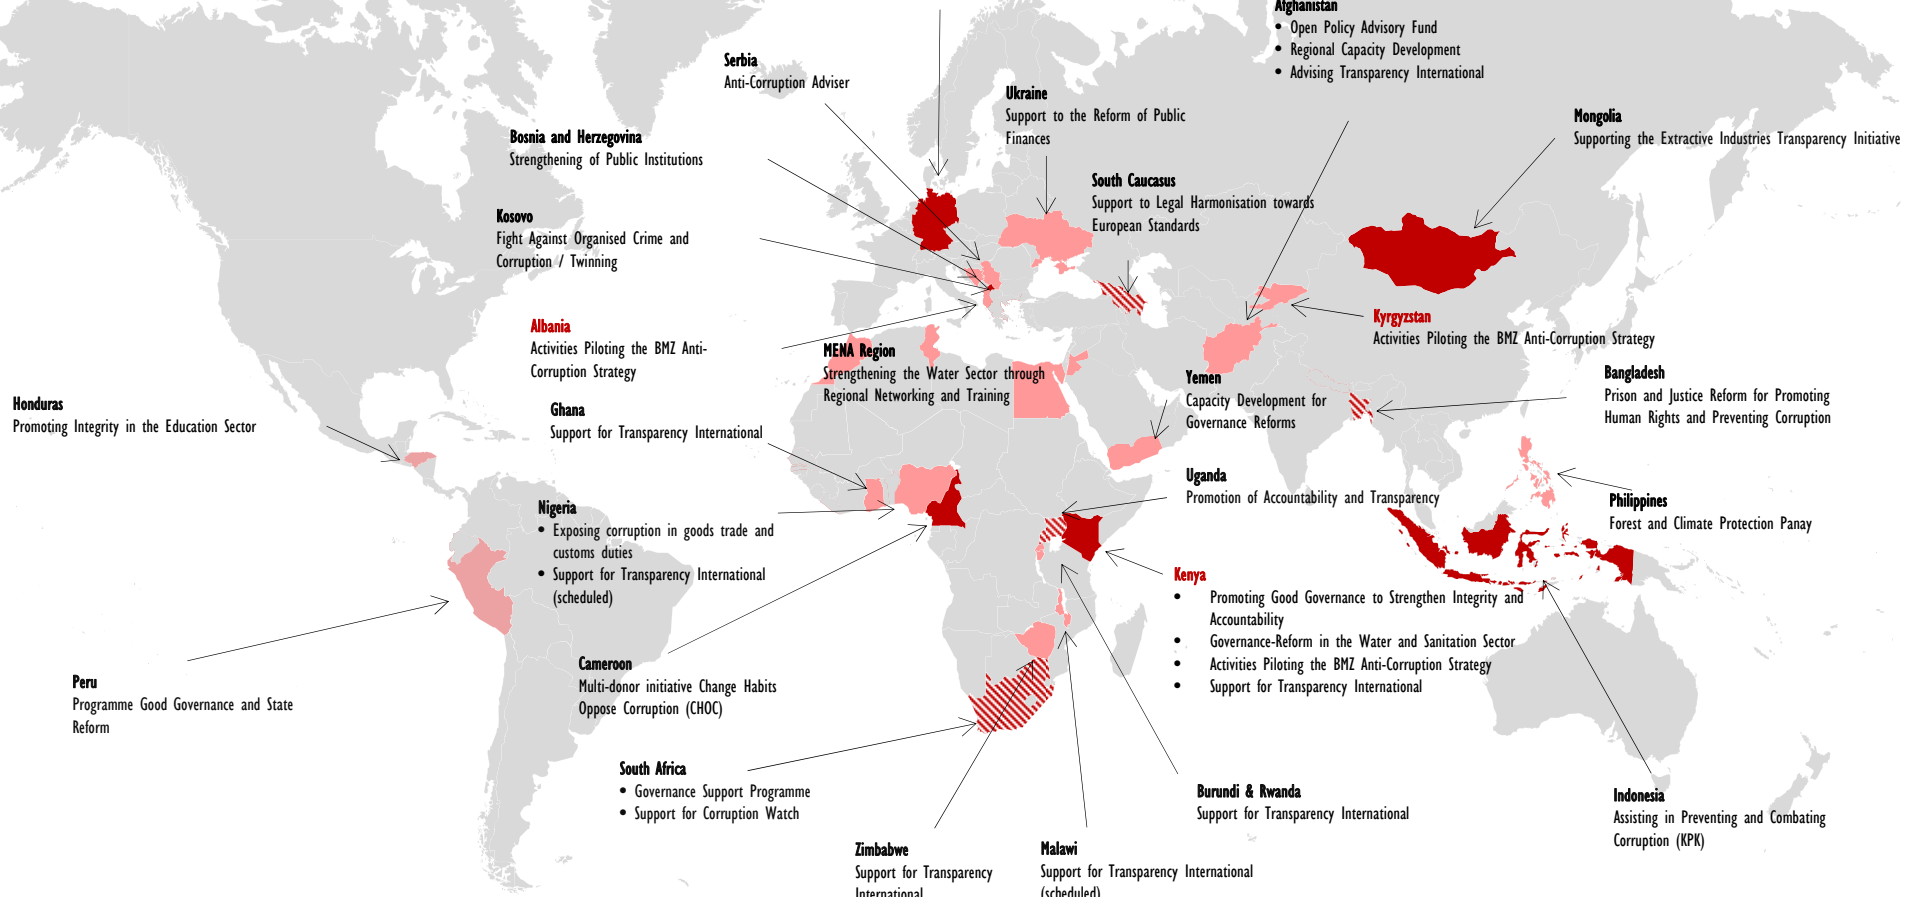 Afghanistan
• Open Policy Advisory Fund
• Regional Capacity Development
• Advising Transparency International
Serbia
Anti-Corruption Adviser
Ukraine
Support to the Reform of Public
Finances
Mongolia
Supporting the Extractive Industries Transparency Initiative
Bosnia and Herzegovina
Strengthening of Public Institutions
South Caucasus
Support to Legal Harmonisation towards
European Standards
Kosovo
Fight Against Organised Crime and
Corruption / Twinning
Albania
Activities Piloting the BMZ Anti-
Corruption Strategy
Kyrgyzstan
Activities Piloting the BMZ Anti-Corruption Strategy
MENA Region
Strengthening the Water Sector through
Regional Networking and Training
Yemen
Capacity Development for
Governance Reforms
Bangladesh
Prison and Justice Reform for Promoting
Human Rights and Preventing Corruption
Honduras
Promoting Integrity in the Education Sector
Ghana
Support for Transparency International
Uganda
Promotion of Accountability and Transparency
Philippines
Forest and Climate Protection Panay
Nigeria
• Exposing corruption in goods trade and
customs duties
• Support for Transparency International
(scheduled)
Kenya
• Promoting Good Governance to Strengthen Integrity and
Accountability
• Governance-Reform in the Water and Sanitation Sector
• Activities Piloting the BMZ Anti-Corruption Strategy
• Support for Transparency International
Peru
Programme Good Governance and State
Reform
Cameroon
Multi-donor initiative Change Habits
Oppose Corruption (CHOC)
South Africa
• Governance Support Programme
• Support for Corruption Watch
Burundi & Rwanda
Support for Transparency International
Indonesia
Assisting in Preventing and Combating
Corruption (KPK)
Zimbabwe
Support for Transparency
International
Malawi
Support for Transparency International
(scheduled)